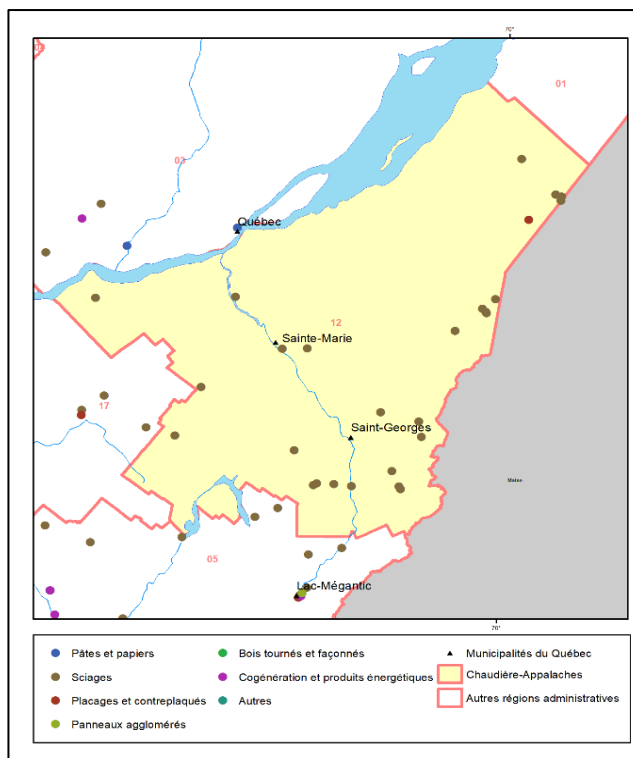 70°
01
03
Québec
12
Sainte-Marie
17
Saint-Georges
Maine
05
Lac-Mégantic
70°
Pâtes et papiers
Bois tournés et façonnés
Municipalités du Québec
Sciages
Cogénération et produits énergétiques
Chaudière-Appalaches
Placages et contreplaqués
Autres
Autres régions administratives
Panneaux agglomérés